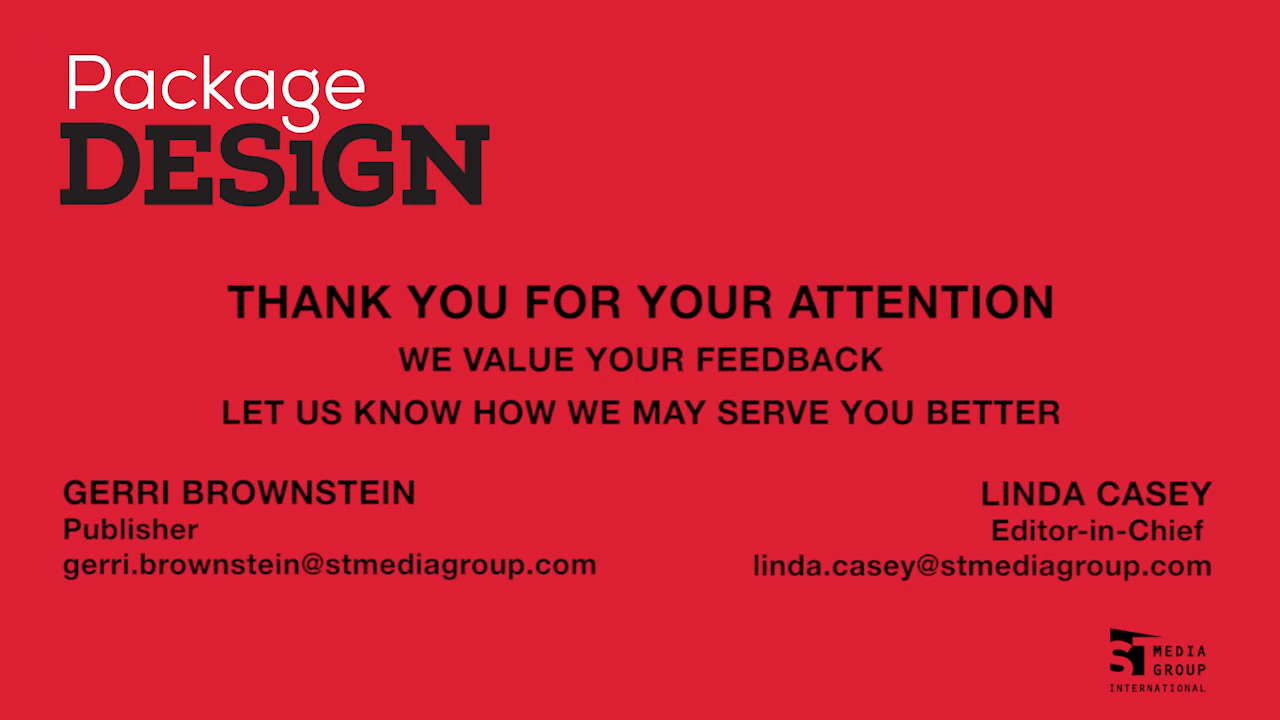 Package
DESiGN
THANK YOU FOR YOUR ATTENTION
WE VALUE YOUR FEEDBACK
LET US KNOW HOW WE MAY SERVE YOU BETTER
GERRI BROWNSTEIN
Publisher
gerri.brownstein@stmediagroup.com
LINDA CASEY
Editor-in-Chief
linda.casey@stmediagroup.com
ST MEDIA
GROUP
INTERNATIONAL